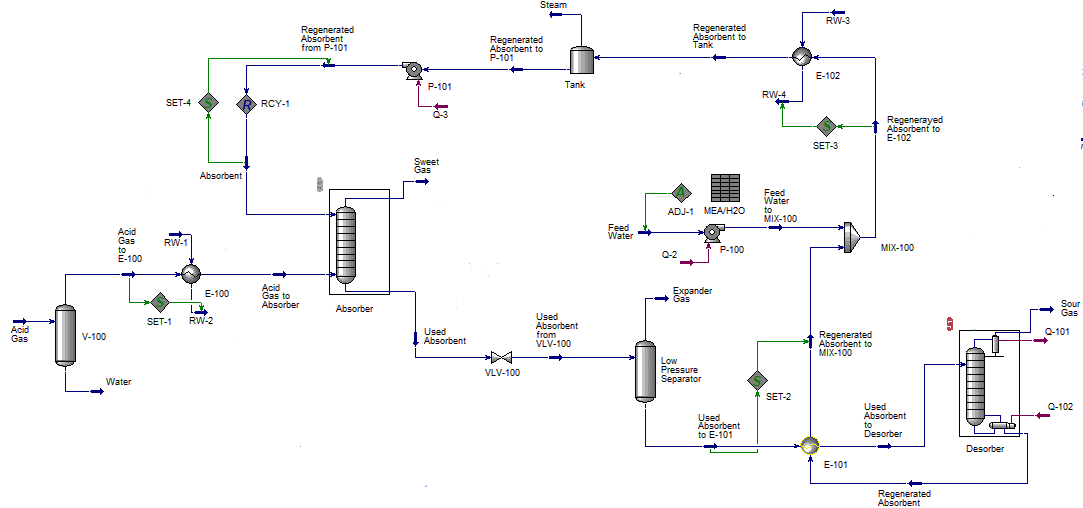 Steam
RW-3
Regenerated
Absorbent
from P-101
Regenerated
Absorbent to
P-101
Regenerated
Absorbent to
Tank
E-102
P-101
Tank
SET-4
RCY-1
RW-4
Q-3
Regenerayed
Absorbent to
E-102
SET-3
Absorbent
Sweet
Gas
A
ADJ-1
MEA/H2O
Feed
Water
to
MIX-100
Feed
Water
P-100
Q-2
MIX-100
Acid
Gas
to
E-100
RW-1
E-100
Acid
Gas to
Absorber
Absorber
S
SET-1
RW-2
Acid
Gas
V-100
Water
Used
Absorbent
Used
Absorbent
from
VLV-100
VLV-100
Expander
Gas
Low
Pressure
Separator
Regenerated
Absorbent to
MIX-100
S
SET-2
Used
Absorbent
to E-101
E-101
Used
Absorbent
to
Desorber
Sour
Gas
Q-101
Q-102
Desorber
Regenerated
Absorbent
S
R
S